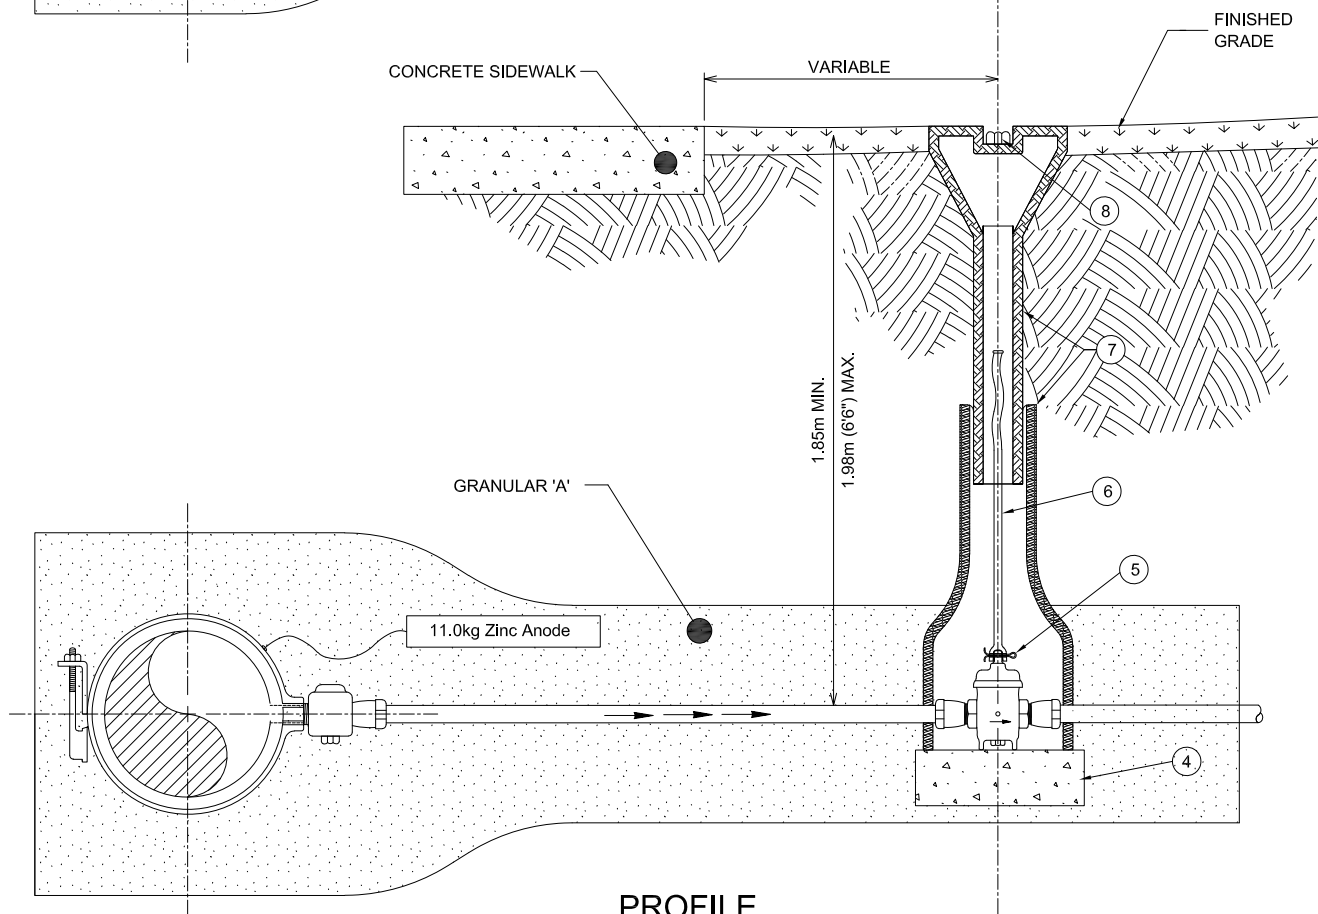 FINISHED
GRADE
VARIABLE
CONCRETE SIDEWALK
8
7
1.85m MIN.
1.98m (6'6") MAX.
GRANULAR 'A'
6
5
11.0kg Zinc Anode
4
PROFILE